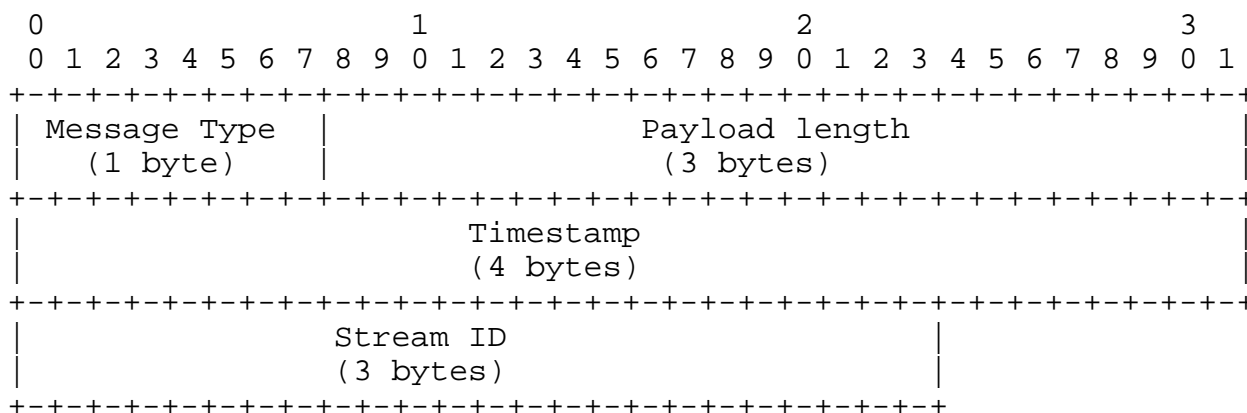 0                   1                   2                   3
 0 1 2 3 4 5 6 7 8 9 0 1 2 3 4 5 6 7 8 9 0 1 2 3 4 5 6 7 8 9 0 1
+-+-+-+-+-+-+-+-+-+-+-+-+-+-+-+-+-+-+-+-+-+-+-+-+-+-+-+-+-+-+-+-+
| Message Type  |                Payload length                 |
|   (1 byte)    |                 (3 bytes)                     |
+-+-+-+-+-+-+-+-+-+-+-+-+-+-+-+-+-+-+-+-+-+-+-+-+-+-+-+-+-+-+-+-+
|                       Timestamp                               |
|                       (4 bytes)                               |
+-+-+-+-+-+-+-+-+-+-+-+-+-+-+-+-+-+-+-+-+-+-+-+-+-+-+-+-+-+-+-+-+
|                Stream ID                      |
|                (3 bytes)                      |
+-+-+-+-+-+-+-+-+-+-+-+-+-+-+-+-+-+-+-+-+-+-+-+-+